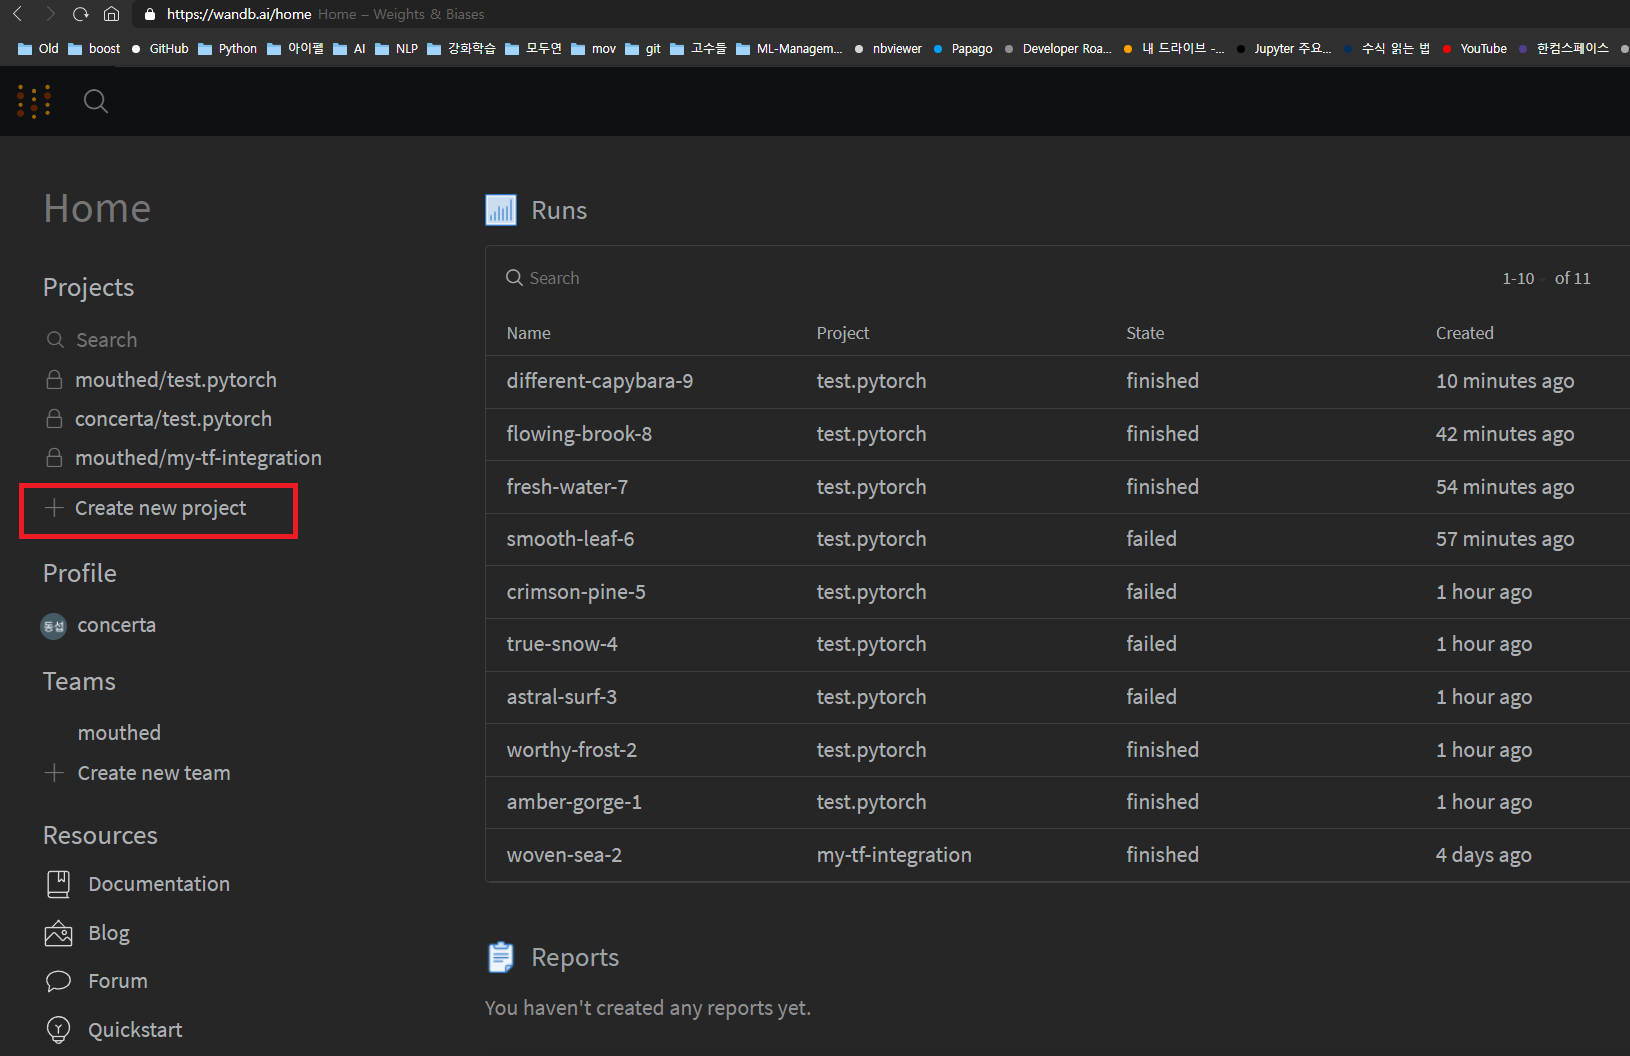 https://wandb.ai/home Home – Weights & Biases
Old boost GitHub Python 아이펠 AI NLP 강화학습 모두연 mov git 고수들 ML-Managem... nbviewer Papago Developer Roa... 내 드라이브 -... Jupyter 주요... 수식 읽는 법 YouTube 한컴스페이스
Home
Projects
Search
mouthed/test.pytorch
concerta/test.pytorch
mouthed/my-tf-integration
Create new project
Profile
동섭 concerta
Teams
mouthed
Create new team
Resources
Documentation
Blog
Forum
Quickstart
Runs
Search 1-10 of 11
Name Project State Created
different-capybara-9 test.pytorch finished 10 minutes ago
flowing-brook-8 test.pytorch finished 42 minutes ago
fresh-water-7 test.pytorch finished 54 minutes ago
smooth-leaf-6 test.pytorch failed 57 minutes ago
crimson-pine-5 test.pytorch failed 1 hour ago
true-snow-4 test.pytorch failed 1 hour ago
astral-surf-3 test.pytorch failed 1 hour ago
worthy-frost-2 test.pytorch finished 1 hour ago
amber-gorge-1 test.pytorch finished 1 hour ago
woven-sea-2 my-tf-integration finished 4 days ago
Reports
You haven't created any reports yet.